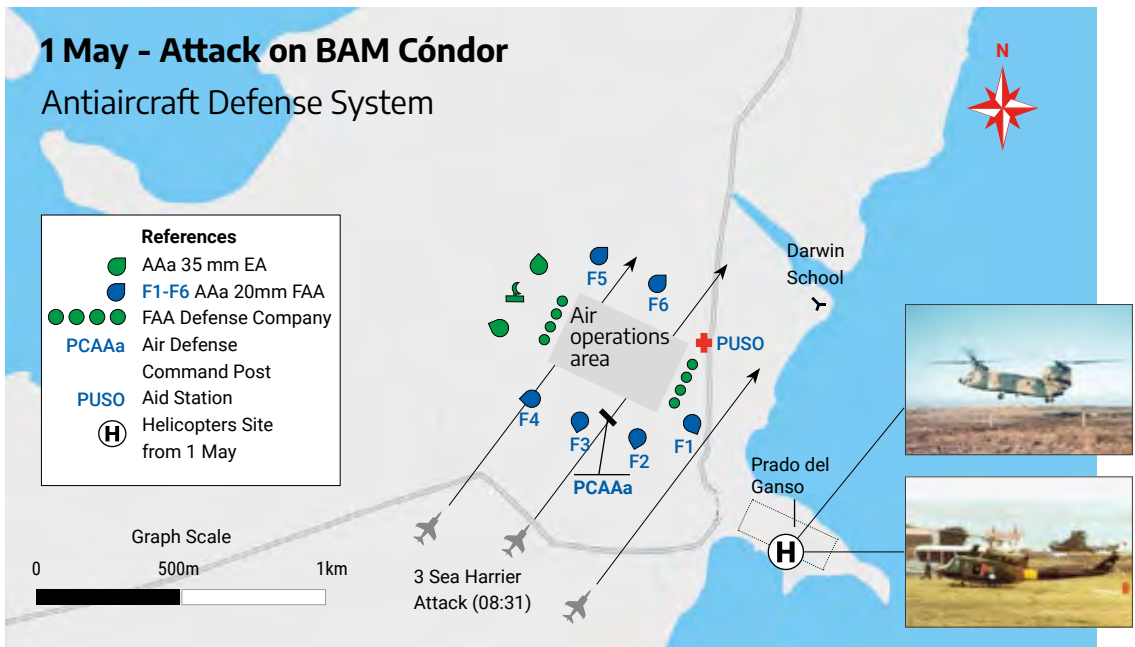 1 May - Attack on BAM Cóndor
Antiaircraft Defense System
N
References
AAa 35 mm EA
F1-F6 AAa 20mm FAA
FAA Defense Company
PCAAa Air Defense
Command Post
PUSO Aid Station
H Helicopters Site
from 1 May
Graph Scale
0 500m 1km
F5
F6
Air
operations
area
PUSO
Darwin
School
F4
F3
F2
F1
PCAAa
Prado del
Ganso
H
3 Sea Harrier
Attack (08:31)